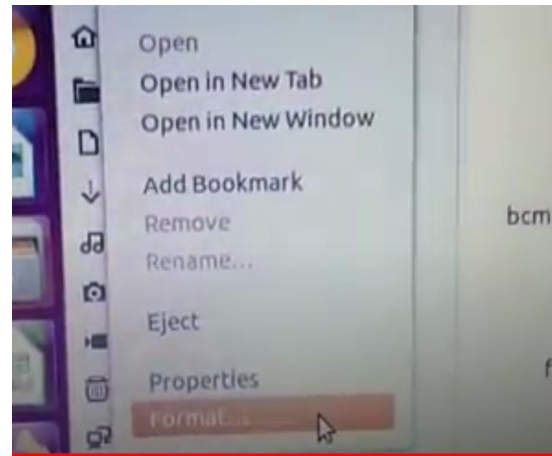 Open
Open in New Tab
Open in New Window
Add Bookmark
Remove
bcm
Rename...
Eject
Properties
f
Format...